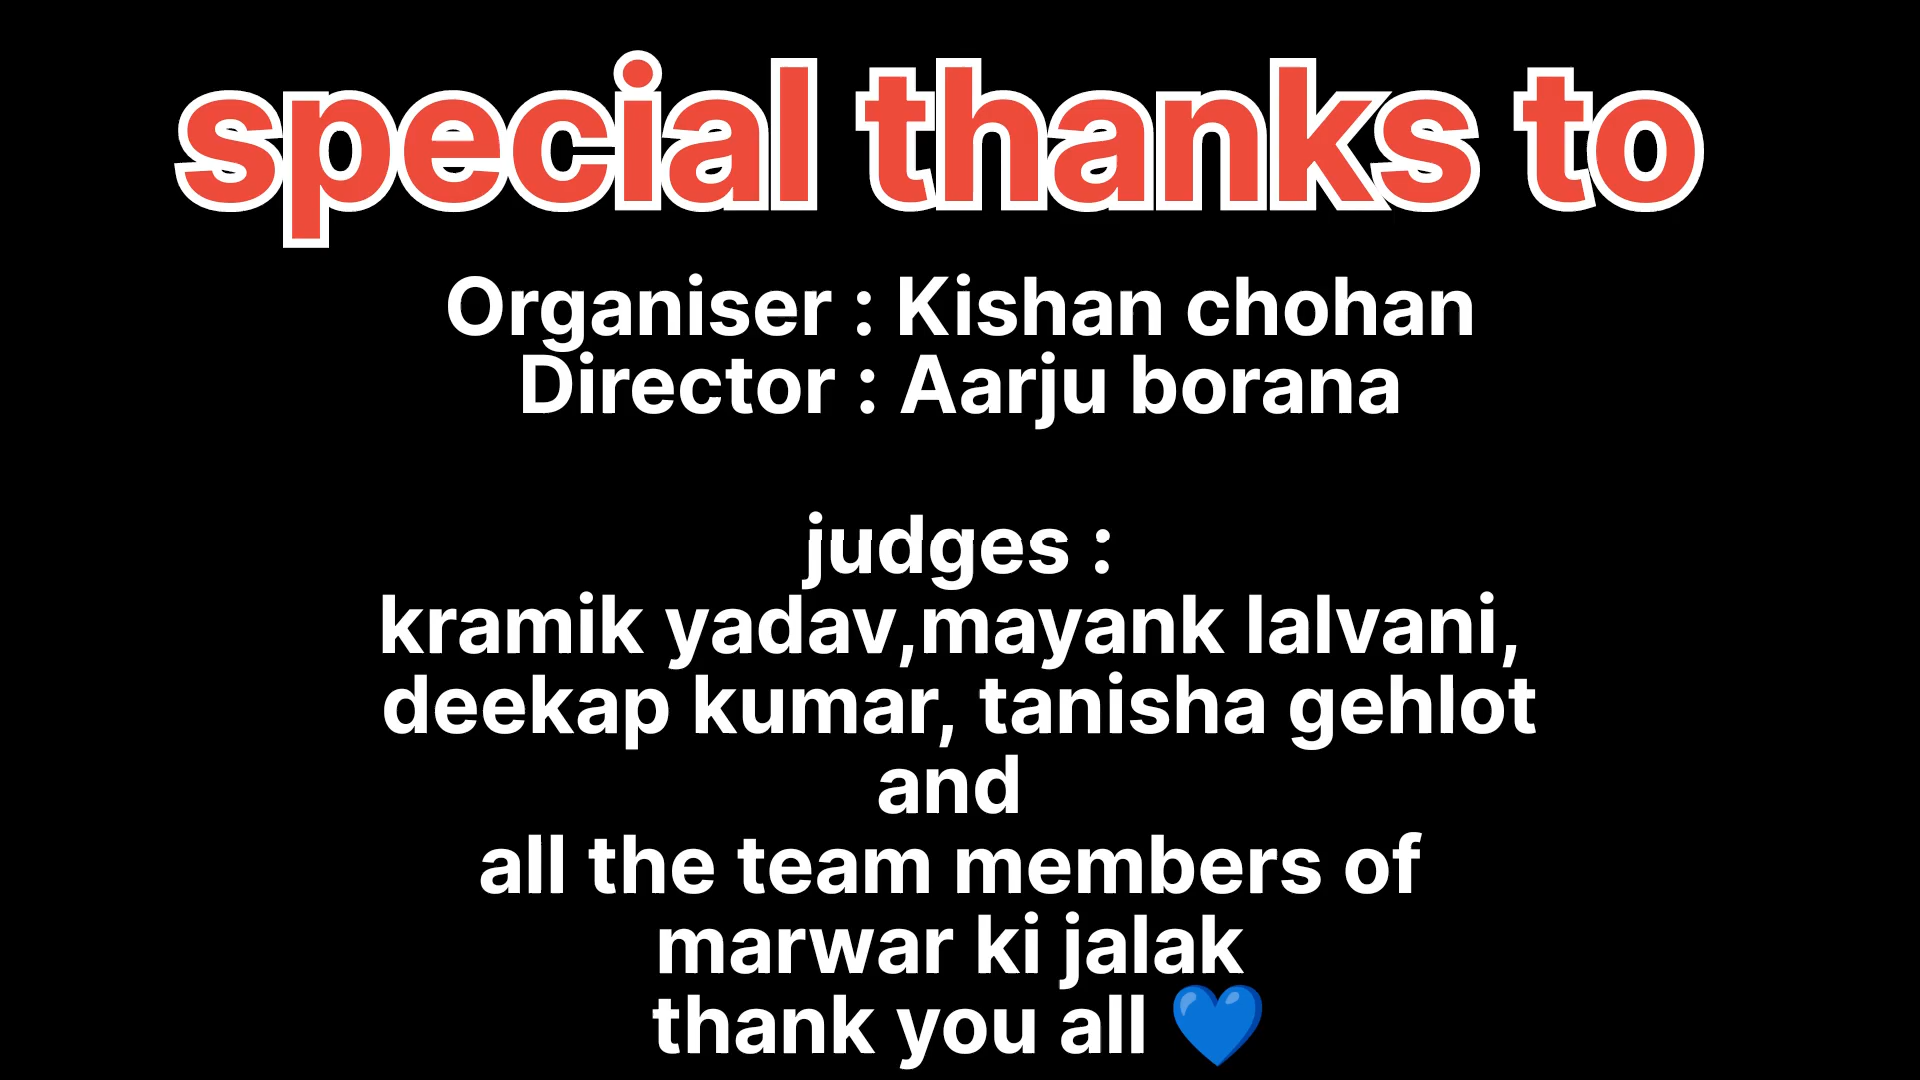 special thanks to
Organiser : Kishan chohan
Director : Aarju borana
judges :
kramik yadav,mayank lalvani,
deekap kumar, tanisha gehlot
and
all the team members of
marwar ki jalak
thank you all 💙